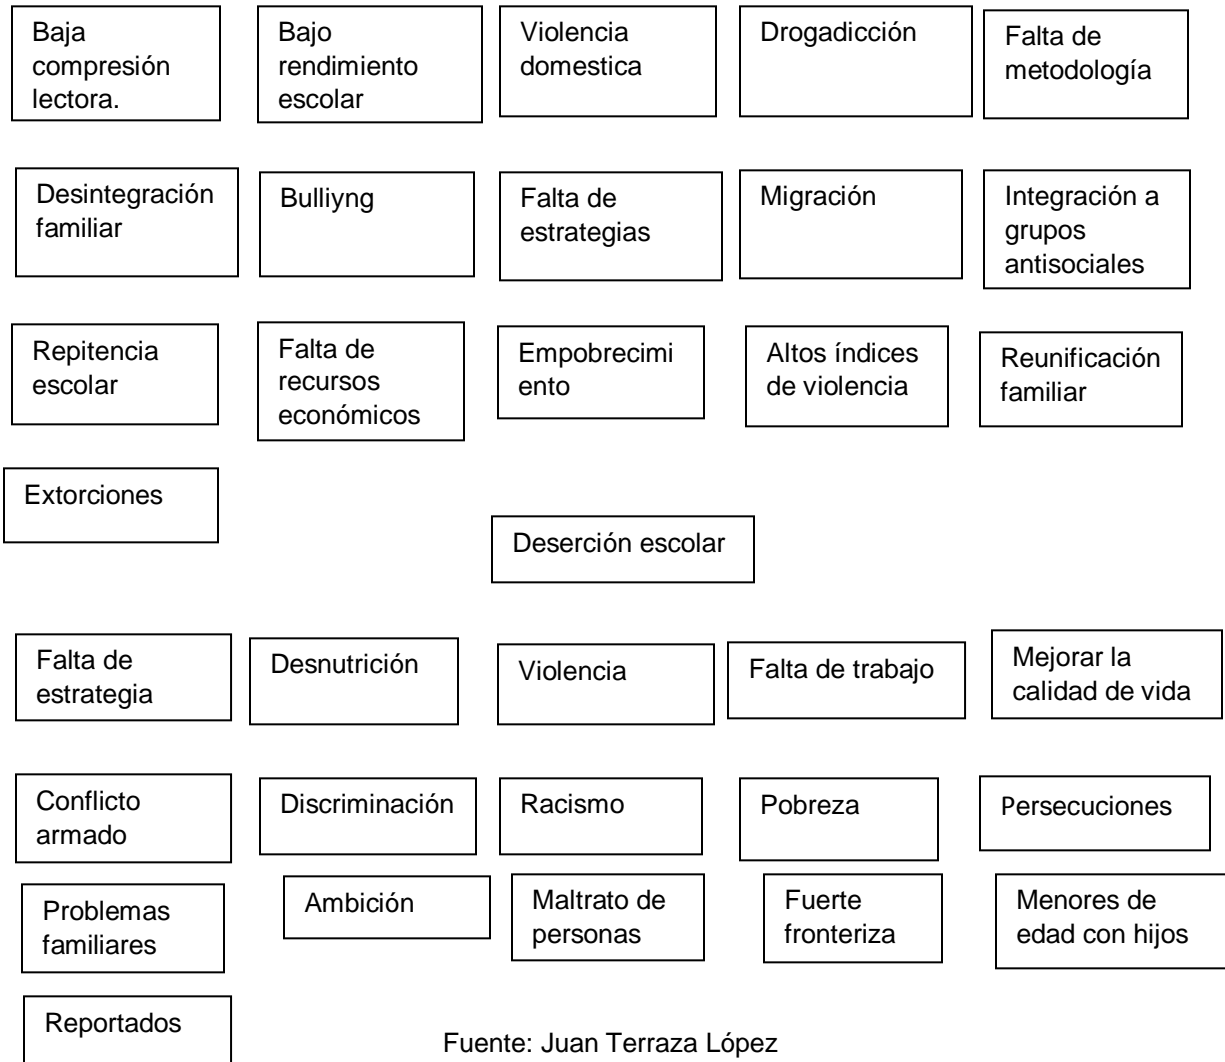 Baja
compresión
lectora.
Bajo
rendimiento
escolar
Violencia
domestica
Drogadicción
Falta de
metodología
Desintegración
familiar
Bulliyng
Falta de
estrategias
Migración
Integración a
grupos
antisociales
Repitencia
escolar
Falta de
recursos
económicos
Empobrecimi
ento
Altos índices
de violencia
Reunificación
familiar
Extorciones
Deserción escolar
Falta de
estrategia
Desnutrición
Violencia
Falta de trabajo
Mejorar la
calidad de vida
Conflicto
armado
Discriminación
Racismo
Pobreza
Persecuciones
Problemas
familiares
Ambición
Maltrato de
personas
Fuerte
fronteriza
Menores de
edad con hijos
Reportados
Fuente: Juan Terraza López